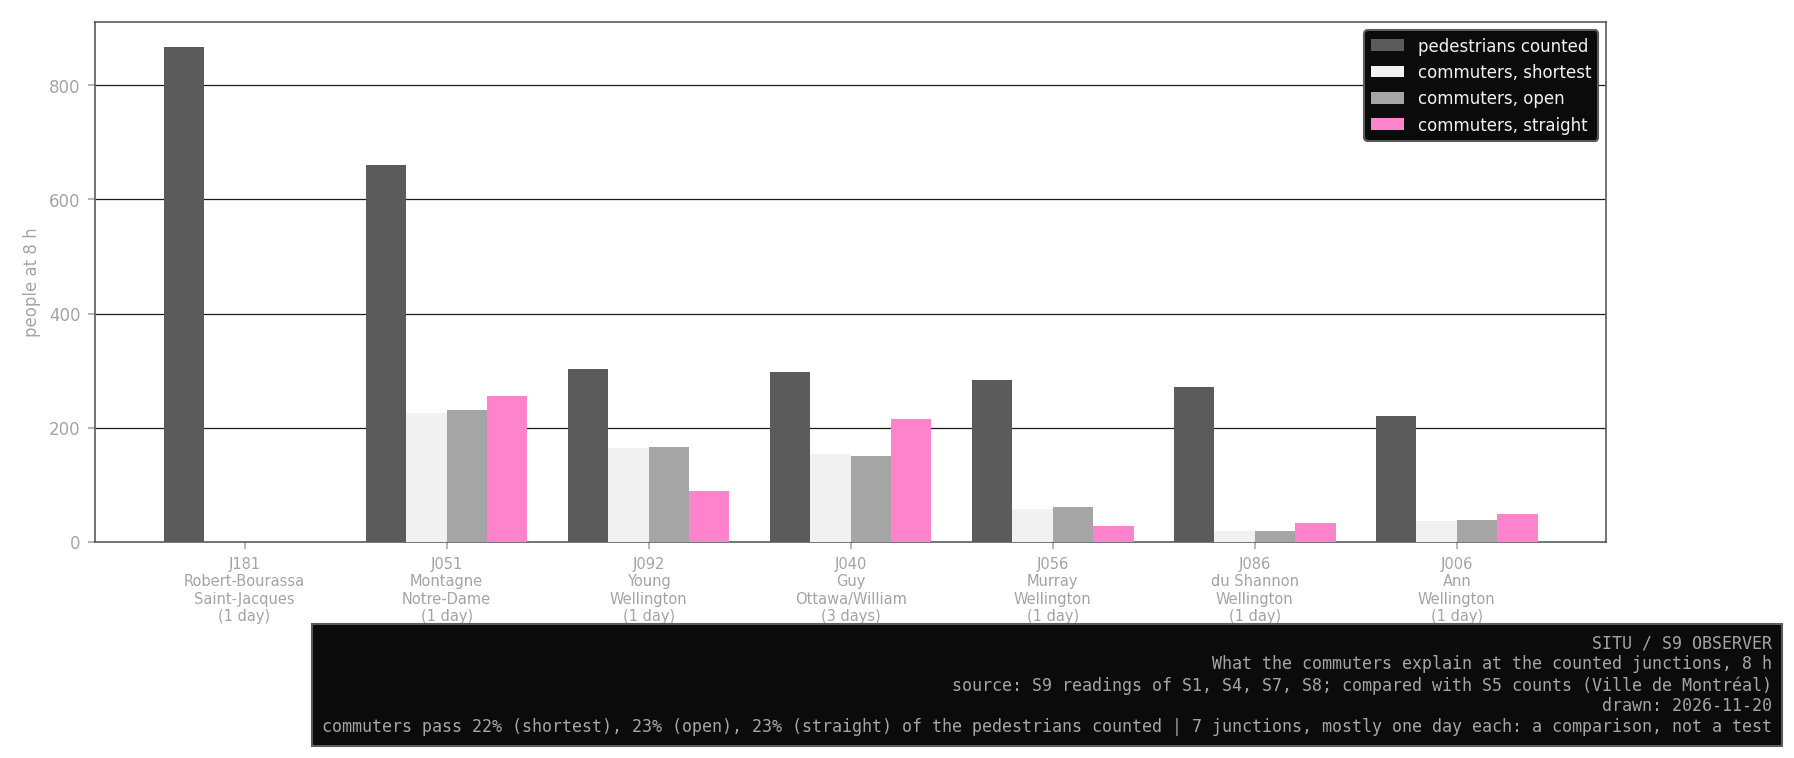 pedestrians counted
commuters, shortest
commuters, open
commuters, straight
people at 8 h
800
600
400
200
0
J181
Robert-Bourassa
Saint-Jacques
(1 day)
J051
Montagne
Notre-Dame
(1 day)
J092
Young
Wellington
(1 day)
J040
Guy
Ottawa/William
(3 days)
J056
Murray
Wellington
(1 day)
J086
du Shannon
Wellington
(1 day)
J006
Ann
Wellington
(1 day)
SITU / S9 OBSERVER
What the commuters explain at the counted junctions, 8 h
source: S9 readings of S1, S4, S7, S8; compared with S5 counts (Ville de Montréal)
drawn: 2026-11-20
commuters pass 22% (shortest), 23% (open), 23% (straight) of the pedestrians counted | 7 junctions, mostly one day each: a comparison, not a test